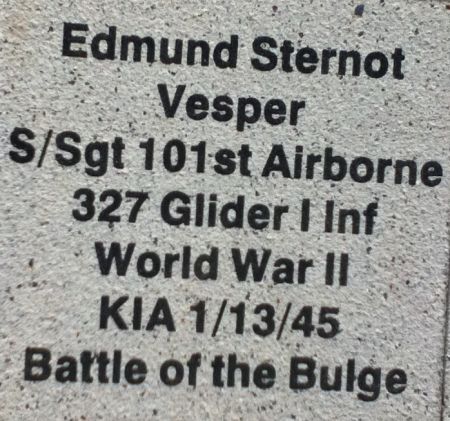 Edmund Sternot
Vesper
S/Sgt 101st Airborne
327 Glider I Inf
World War II
KIA 1/13/45
Battle of the Bulge